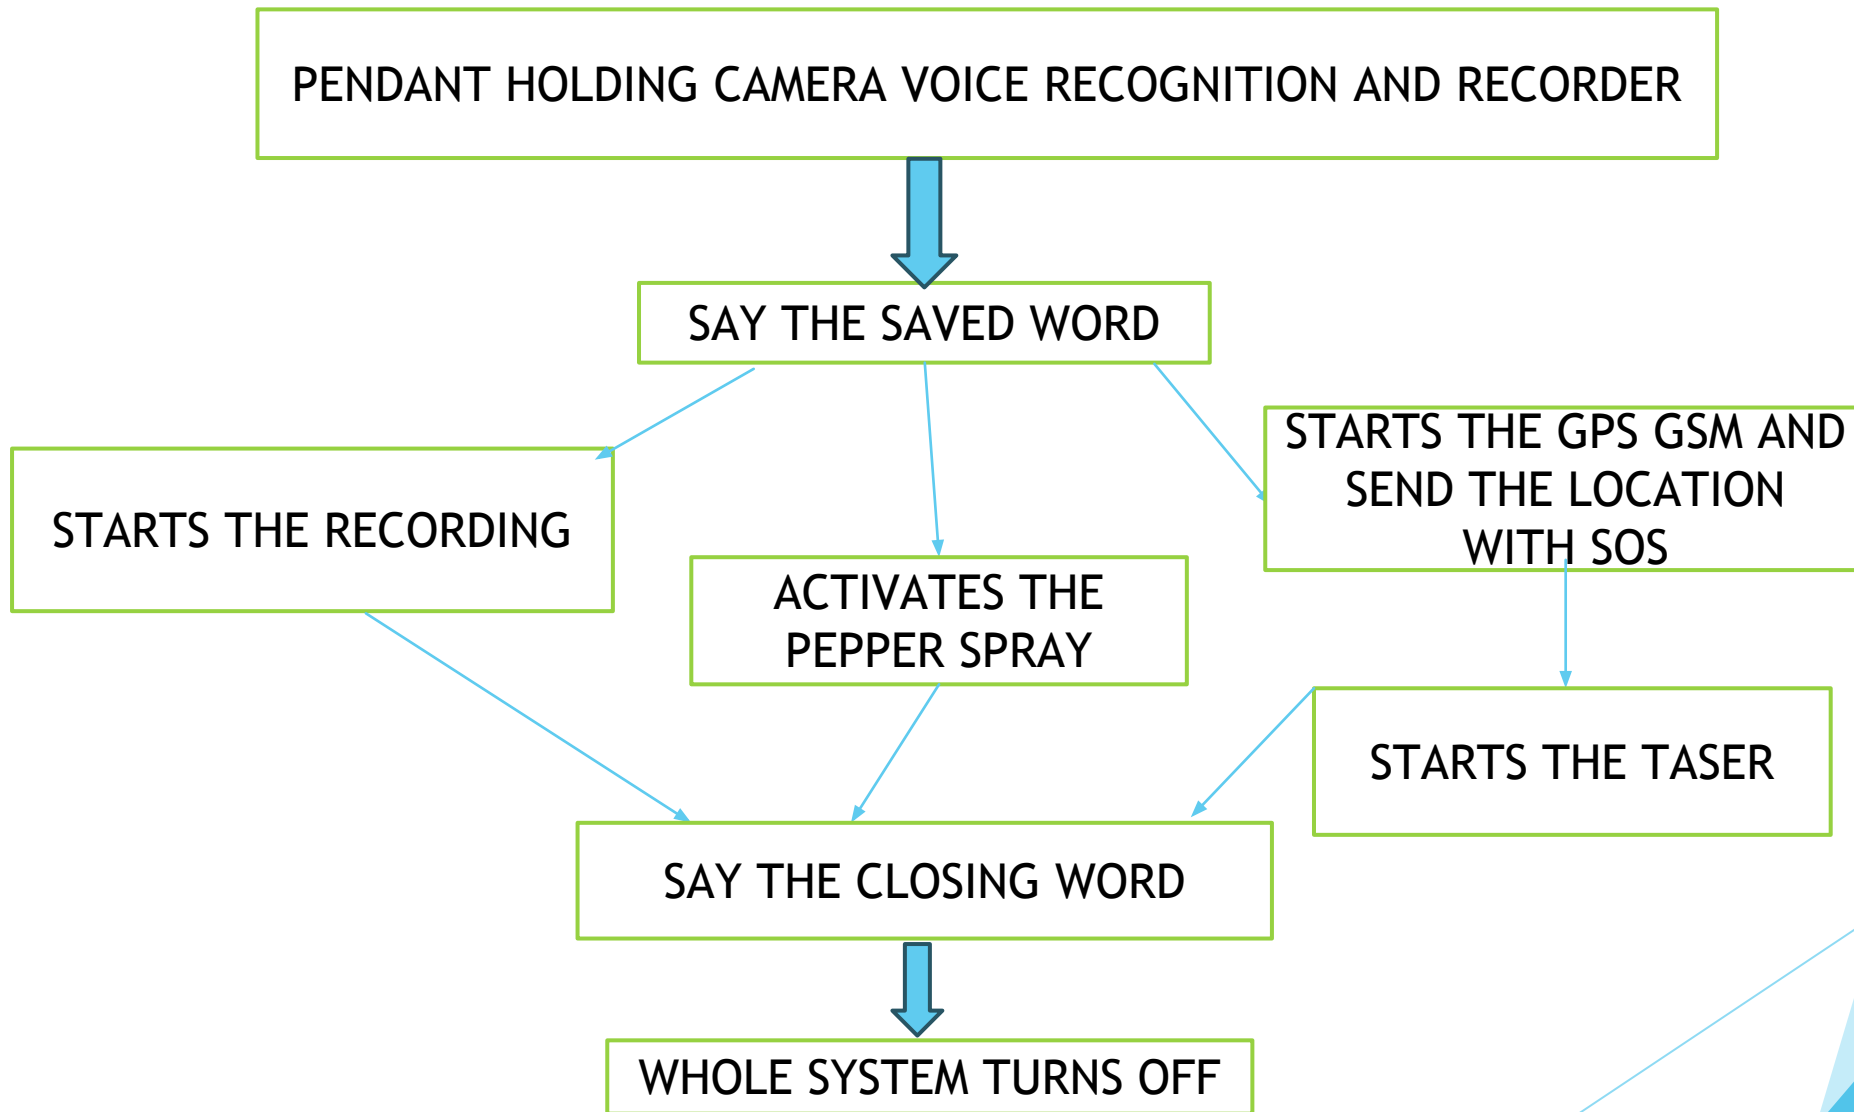 PENDANT HOLDING CAMERA VOICE RECOGNITION AND RECORDER
SAY THE SAVED WORD
STARTS THE GPS GSM AND
SEND THE LOCATION
WITH SOS
STARTS THE RECORDING
ACTIVATES THE
PEPPER SPRAY
STARTS THE TASER
SAY THE CLOSING WORD
WHOLE SYSTEM TURNS OFF